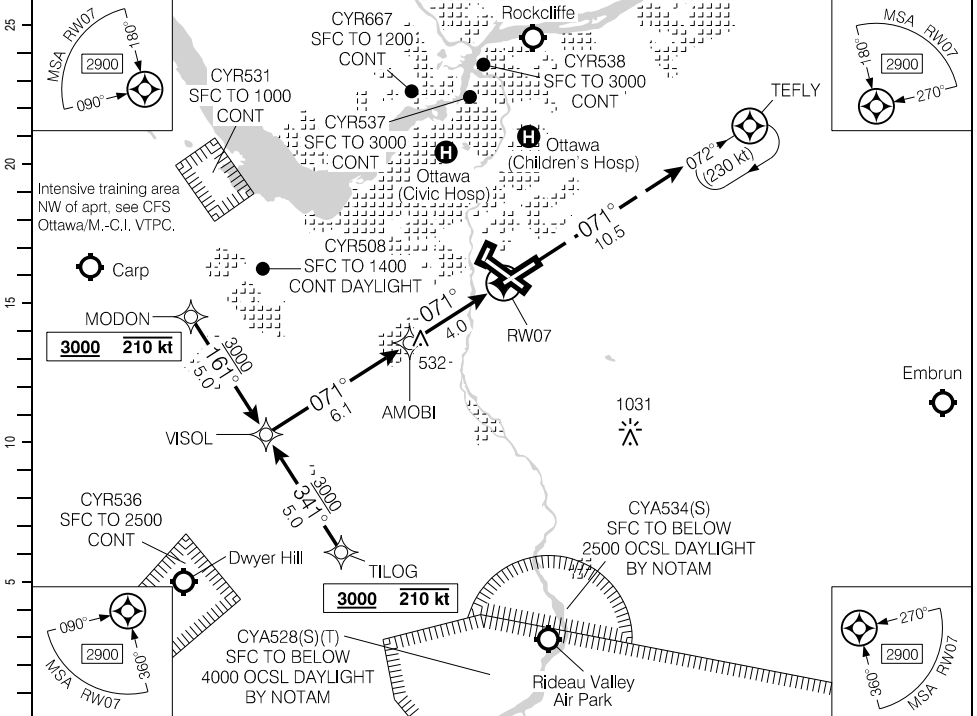 25
20
15
10
5
MSA RW07
2900
180°
090°
CYR531
SFC TO 1000
CONT
CYR667
SFC TO 1200
CONT
Rockcliffe
CYR538
SFC TO 3000
CONT
MSA RW07
2900
180°
270°
TEFLY
CYR537
SFC TO 3000
CONT
H
Ottawa
(Civic Hosp)
H
Ottawa
(Children's Hosp)
072°
(230 kt)
Intensive training area
NW of aprt, see CFS
Ottawa/M.-C.I. VTPC.
Carp
CYR508
SFC TO 1400
CONT DAYLIGHT
071°
10.5
MODON
3000 210 kt
3000
161°
5.0
071°
4.0
RW07
532
AMOBI
071°
6.1
VISOL
1031
Embrun
3000
341°
5.0
TILOG
3000 210 kt
CYR536
SFC TO 2500
CONT
Dwyer Hill
CYA534(S)
SFC TO BELOW
2500 OCSL DAYLIGHT
BY NOTAM
CYA528(S)(T)
SFC TO BELOW
4000 OCSL DAYLIGHT
BY NOTAM
Rideau Valley
Air Park
090°
2900
360°
MSA RW07
270°
2900
360°
MSA RW07